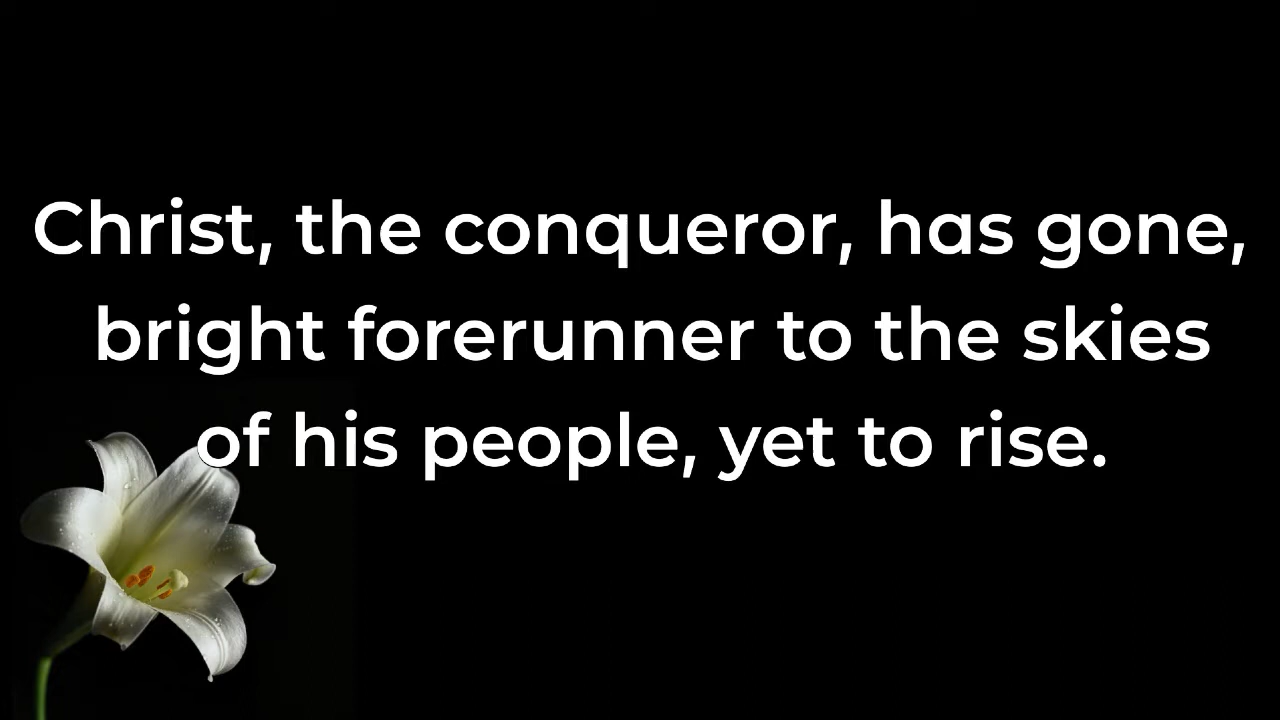 Christ, the conqueror, has gone,
bright forerunner to the skies
of his people, yet to rise.